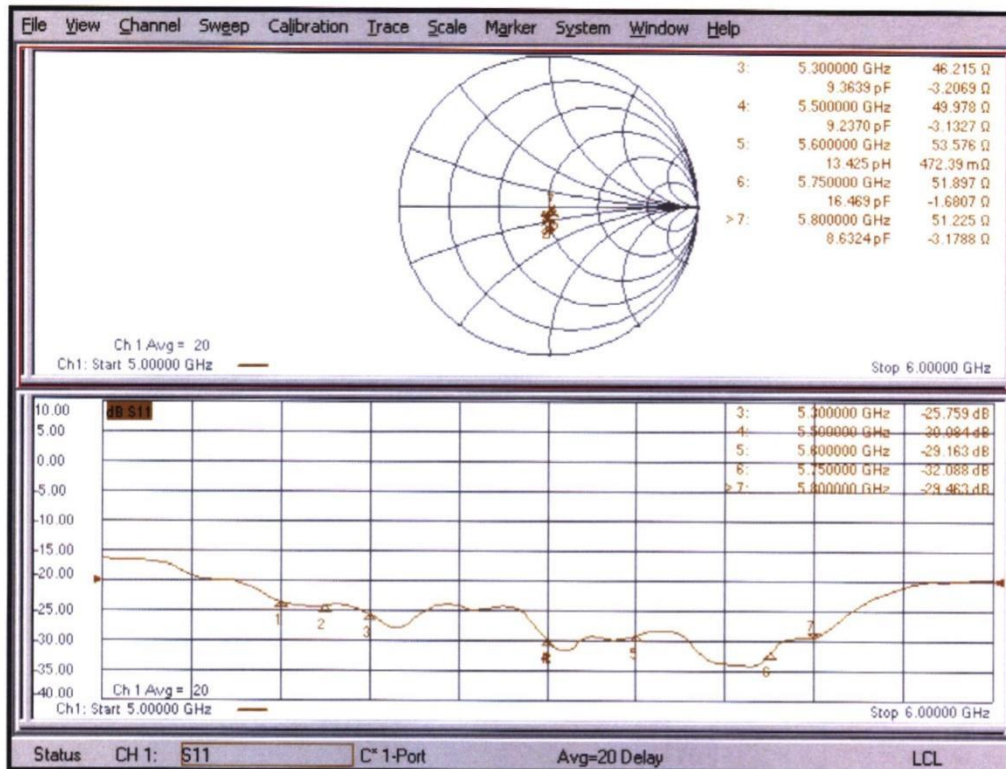 File View Channel Sweep Calibration Trace Scale Marker System Window Help
3: 5.300000 GHz 46.215 Ω
9.3639 pF -3.2069 Ω
4: 5.500000 GHz 49.978 Ω
9.2370 pF -3.1327 Ω
5: 5.600000 GHz 53.576 Ω
13.425 pH 472.39 mΩ
6: 5.750000 GHz 51.897 Ω
16.469 pF -1.6807 Ω
>7: 5.800000 GHz 51.225 Ω
8.6324 pF -3.1788 Ω
Ch 1 Avg = 20
Ch1: Start 5.00000 GHz
Stop 6.00000 GHz
10.00
dB S11
5.00
0.00
-5.00
-10.00
-15.00
-20.00
-25.00
-30.00
-35.00
-40.00
3: 5.300000 GHz -25.759 dB
4: 5.500000 GHz -30.084 dB
5: 5.600000 GHz -29.163 dB
6: 5.750000 GHz -32.088 dB
>7: 5.800000 GHz -29.463 dB
1
2
3
5
6
7
Ch 1 Avg = 20
Ch1: Start 5.00000 GHz
Stop 6.00000 GHz
Status CH 1: S11 C* 1-Port Avg=20 Delay LCL